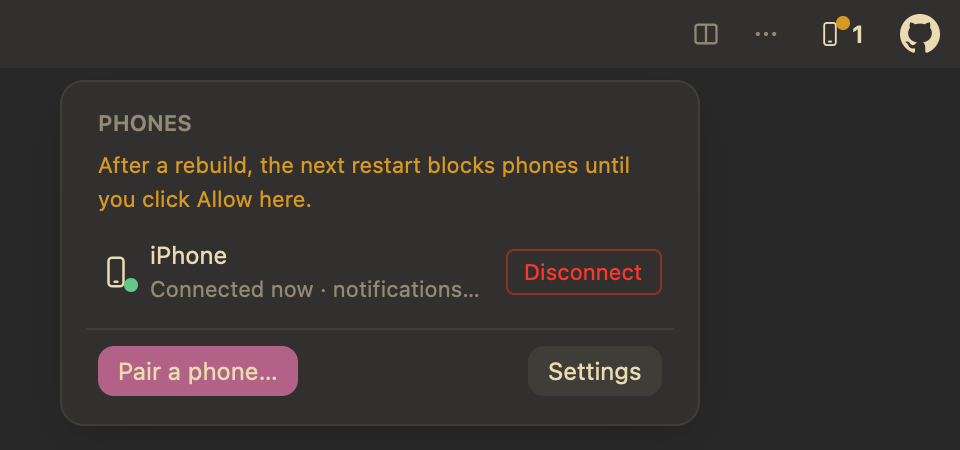 1
PHONES
After a rebuild, the next restart blocks phones until
you click Allow here.
iPhone
Connected now · notifications...
Disconnect
Pair a phone...
Settings